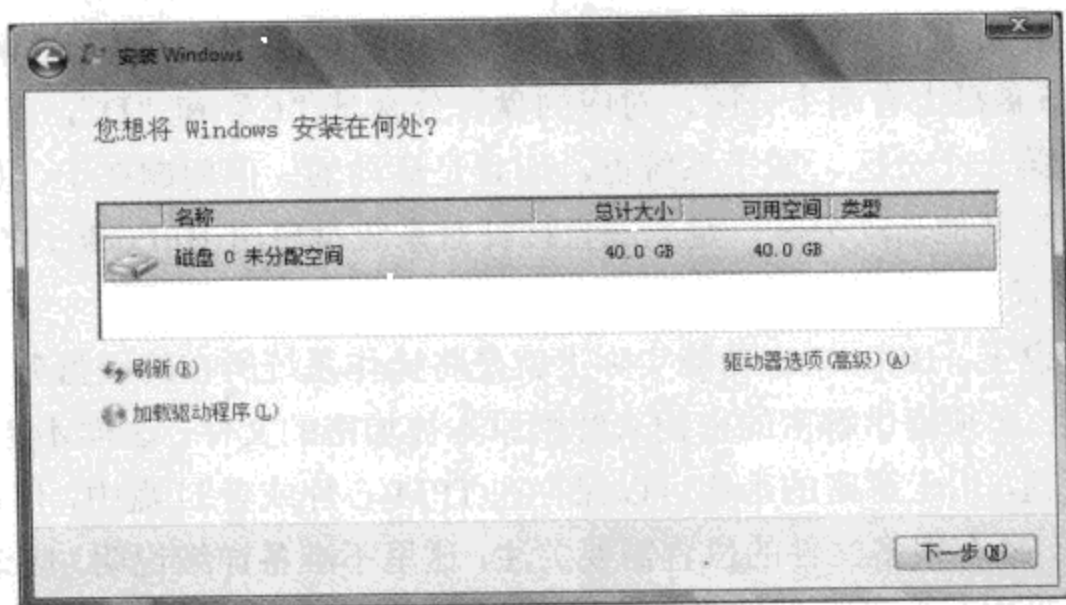 安装 Windows
您想将 Windows 安装在何处?
名称 总计大小 可用空间 类型
磁盘 0 未分配空间 40.0 GB 40.0 GB
刷新(R) 驱动器选项(高级)(A)
加载驱动程序(L)
下一步(N)